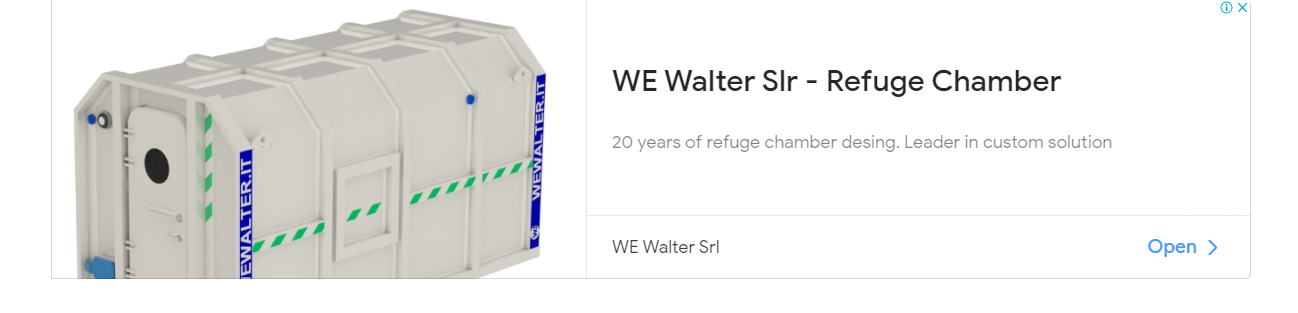 WE Walter Slr - Refuge Chamber
20 years of refuge chamber desing. Leader in custom solution
WE Walter Srl
Open
WEWALTER.IT
WEWALTER.IT
WE